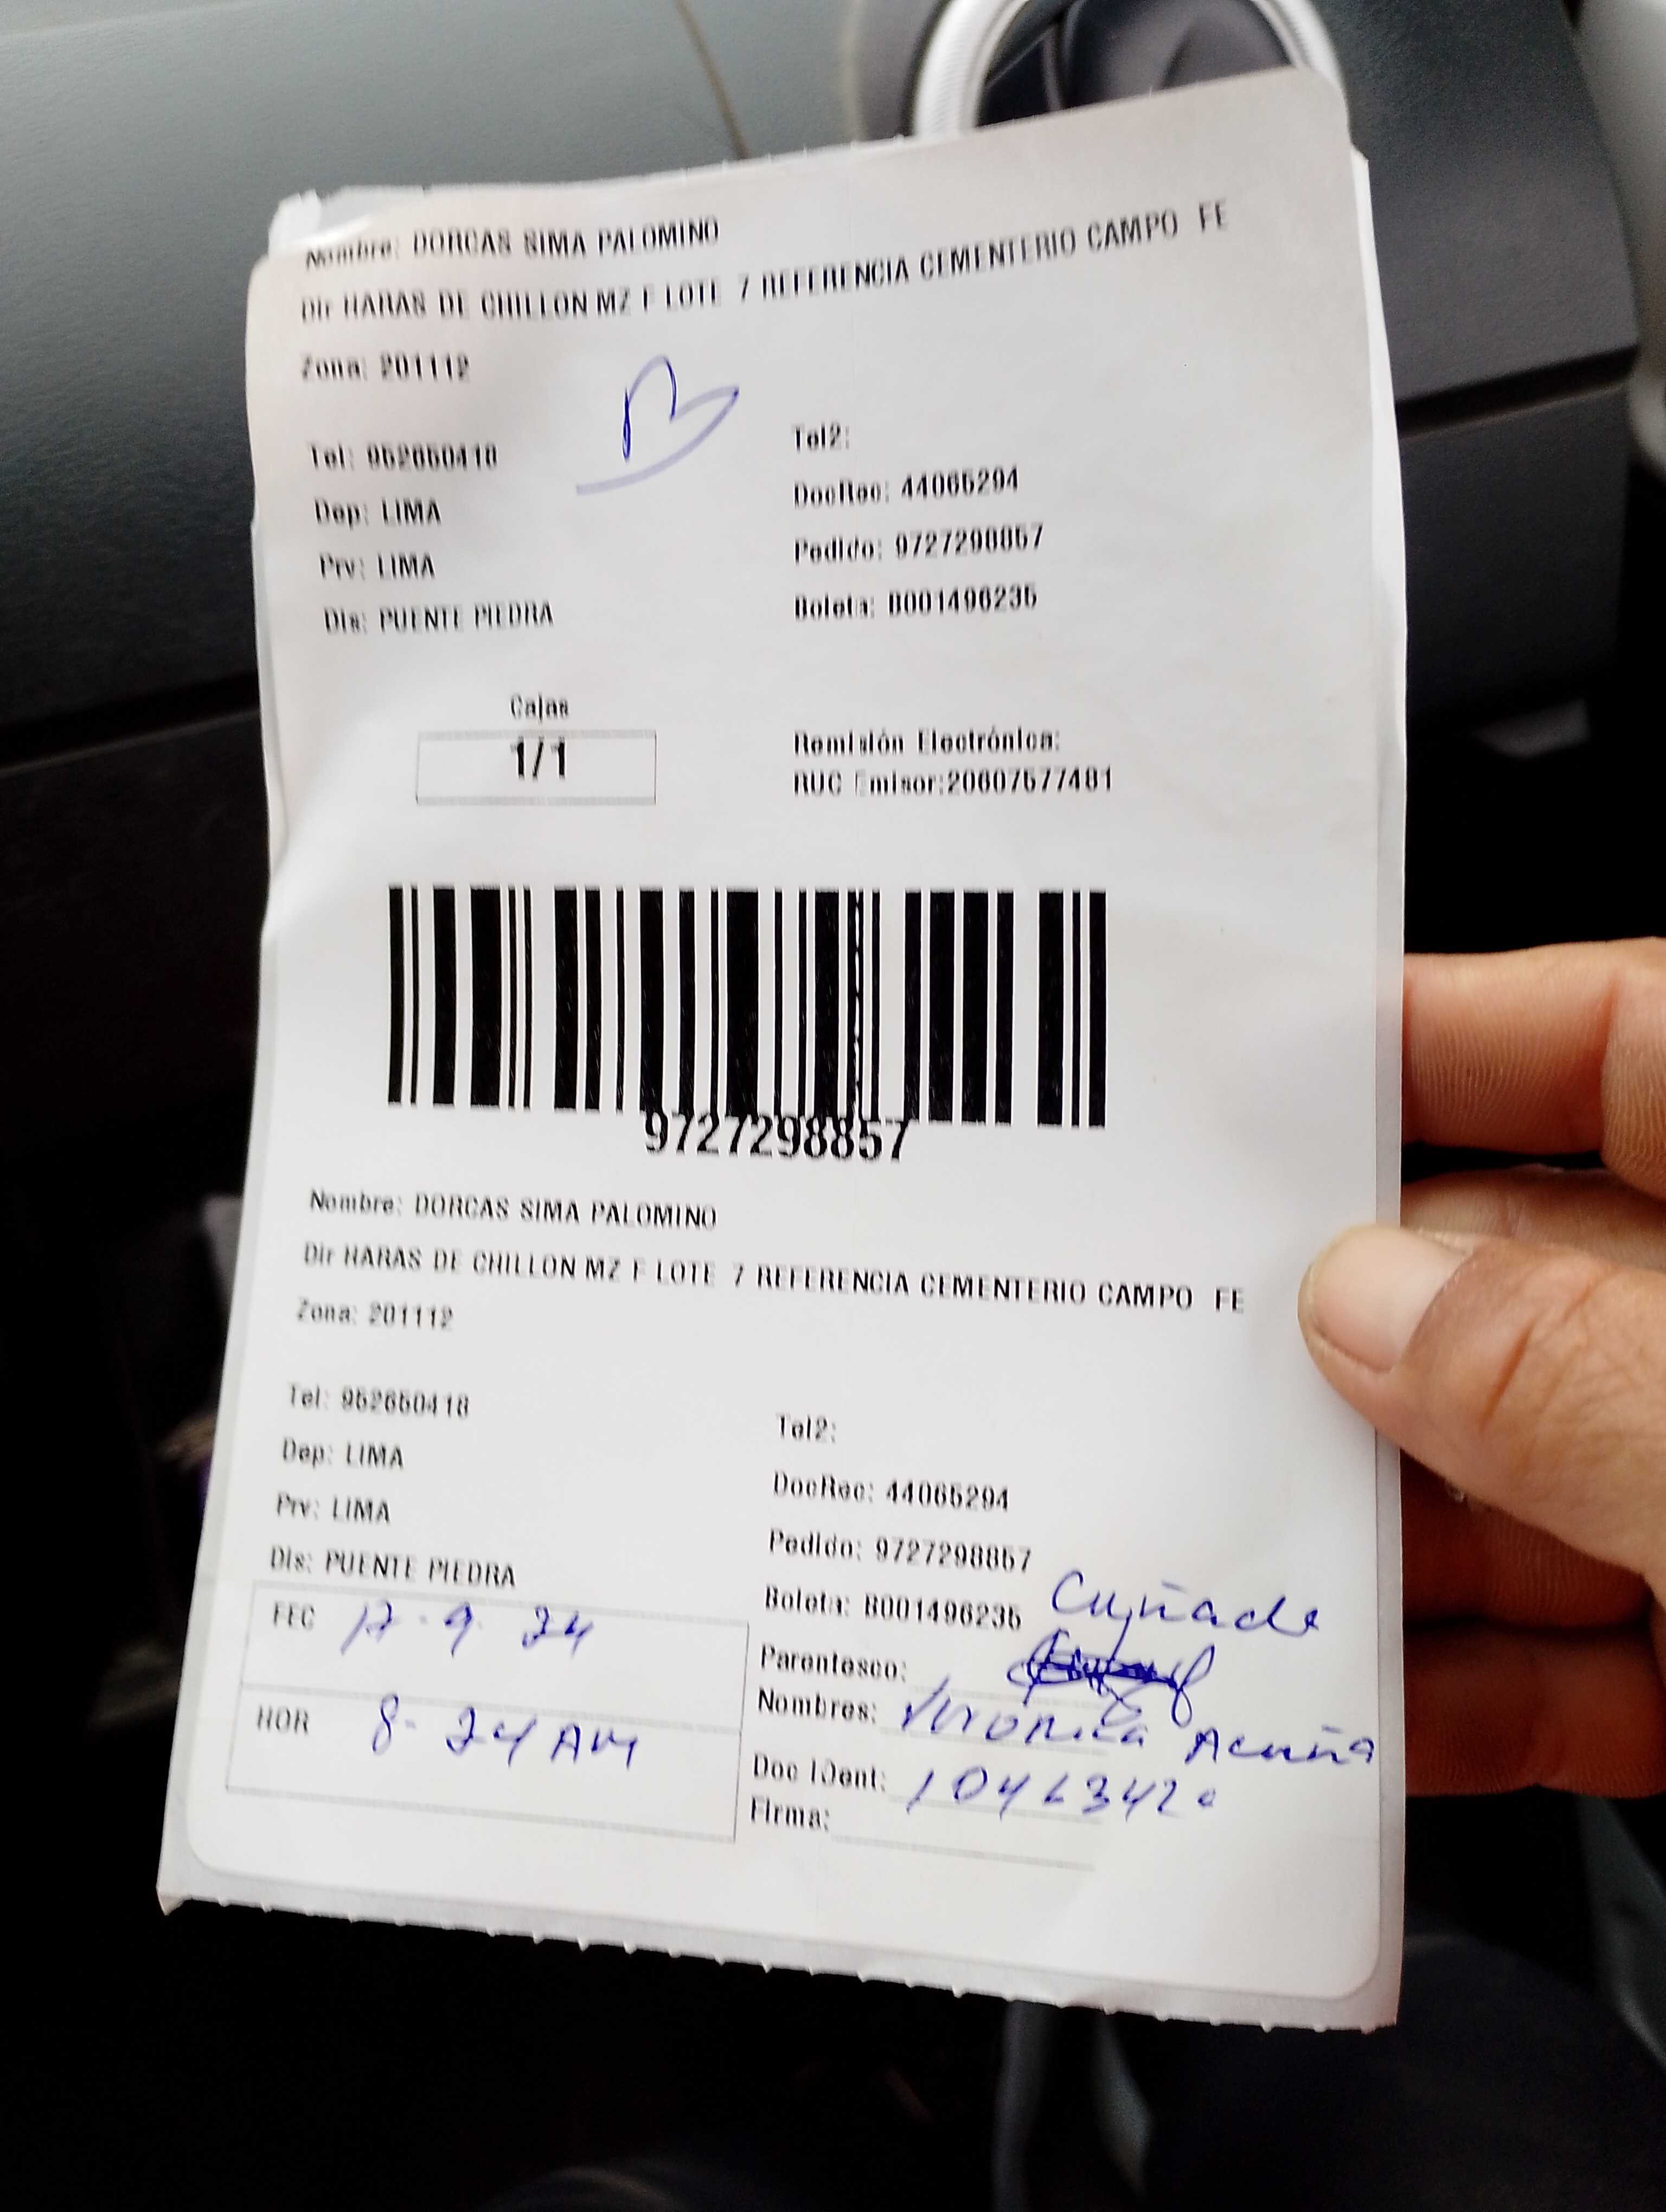 Nombre: DORCAS SIMA PALOMINO
Dir HARAS DE CHILLON MZ F LOTE 7 REFERENCIA CEMENTERIO CAMPO FE
Zona: 201112
B
Tel: 952650418
Tel2:
Dep: LIMA
DocRec: 44065294
Prv: LIMA
Pedido: 9727298857
Dis: PUENTE PIEDRA
Boleta: B001496235
Cajas
1/1
Remisión Electrónica:
RUC Emisor:20607577481
9727298857
Nombre: DORCAS SIMA PALOMINO
Dir HARAS DE CHILLON MZ F LOTE 7 REFERENCIA CEMENTERIO CAMPO FE
Zona: 201112
Tel: 952650418
Tel2:
Dep: LIMA
DocRec: 44065294
Prv: LIMA
Pedido: 9727298857
Dis: PUENTE PIEDRA
Boleta: B001496235
Cuñada
FEC 17-9-24
Parentesco:
Nombres: Veronica Acuña
HOR 8-24 AM
Doc IDent:
Firma: